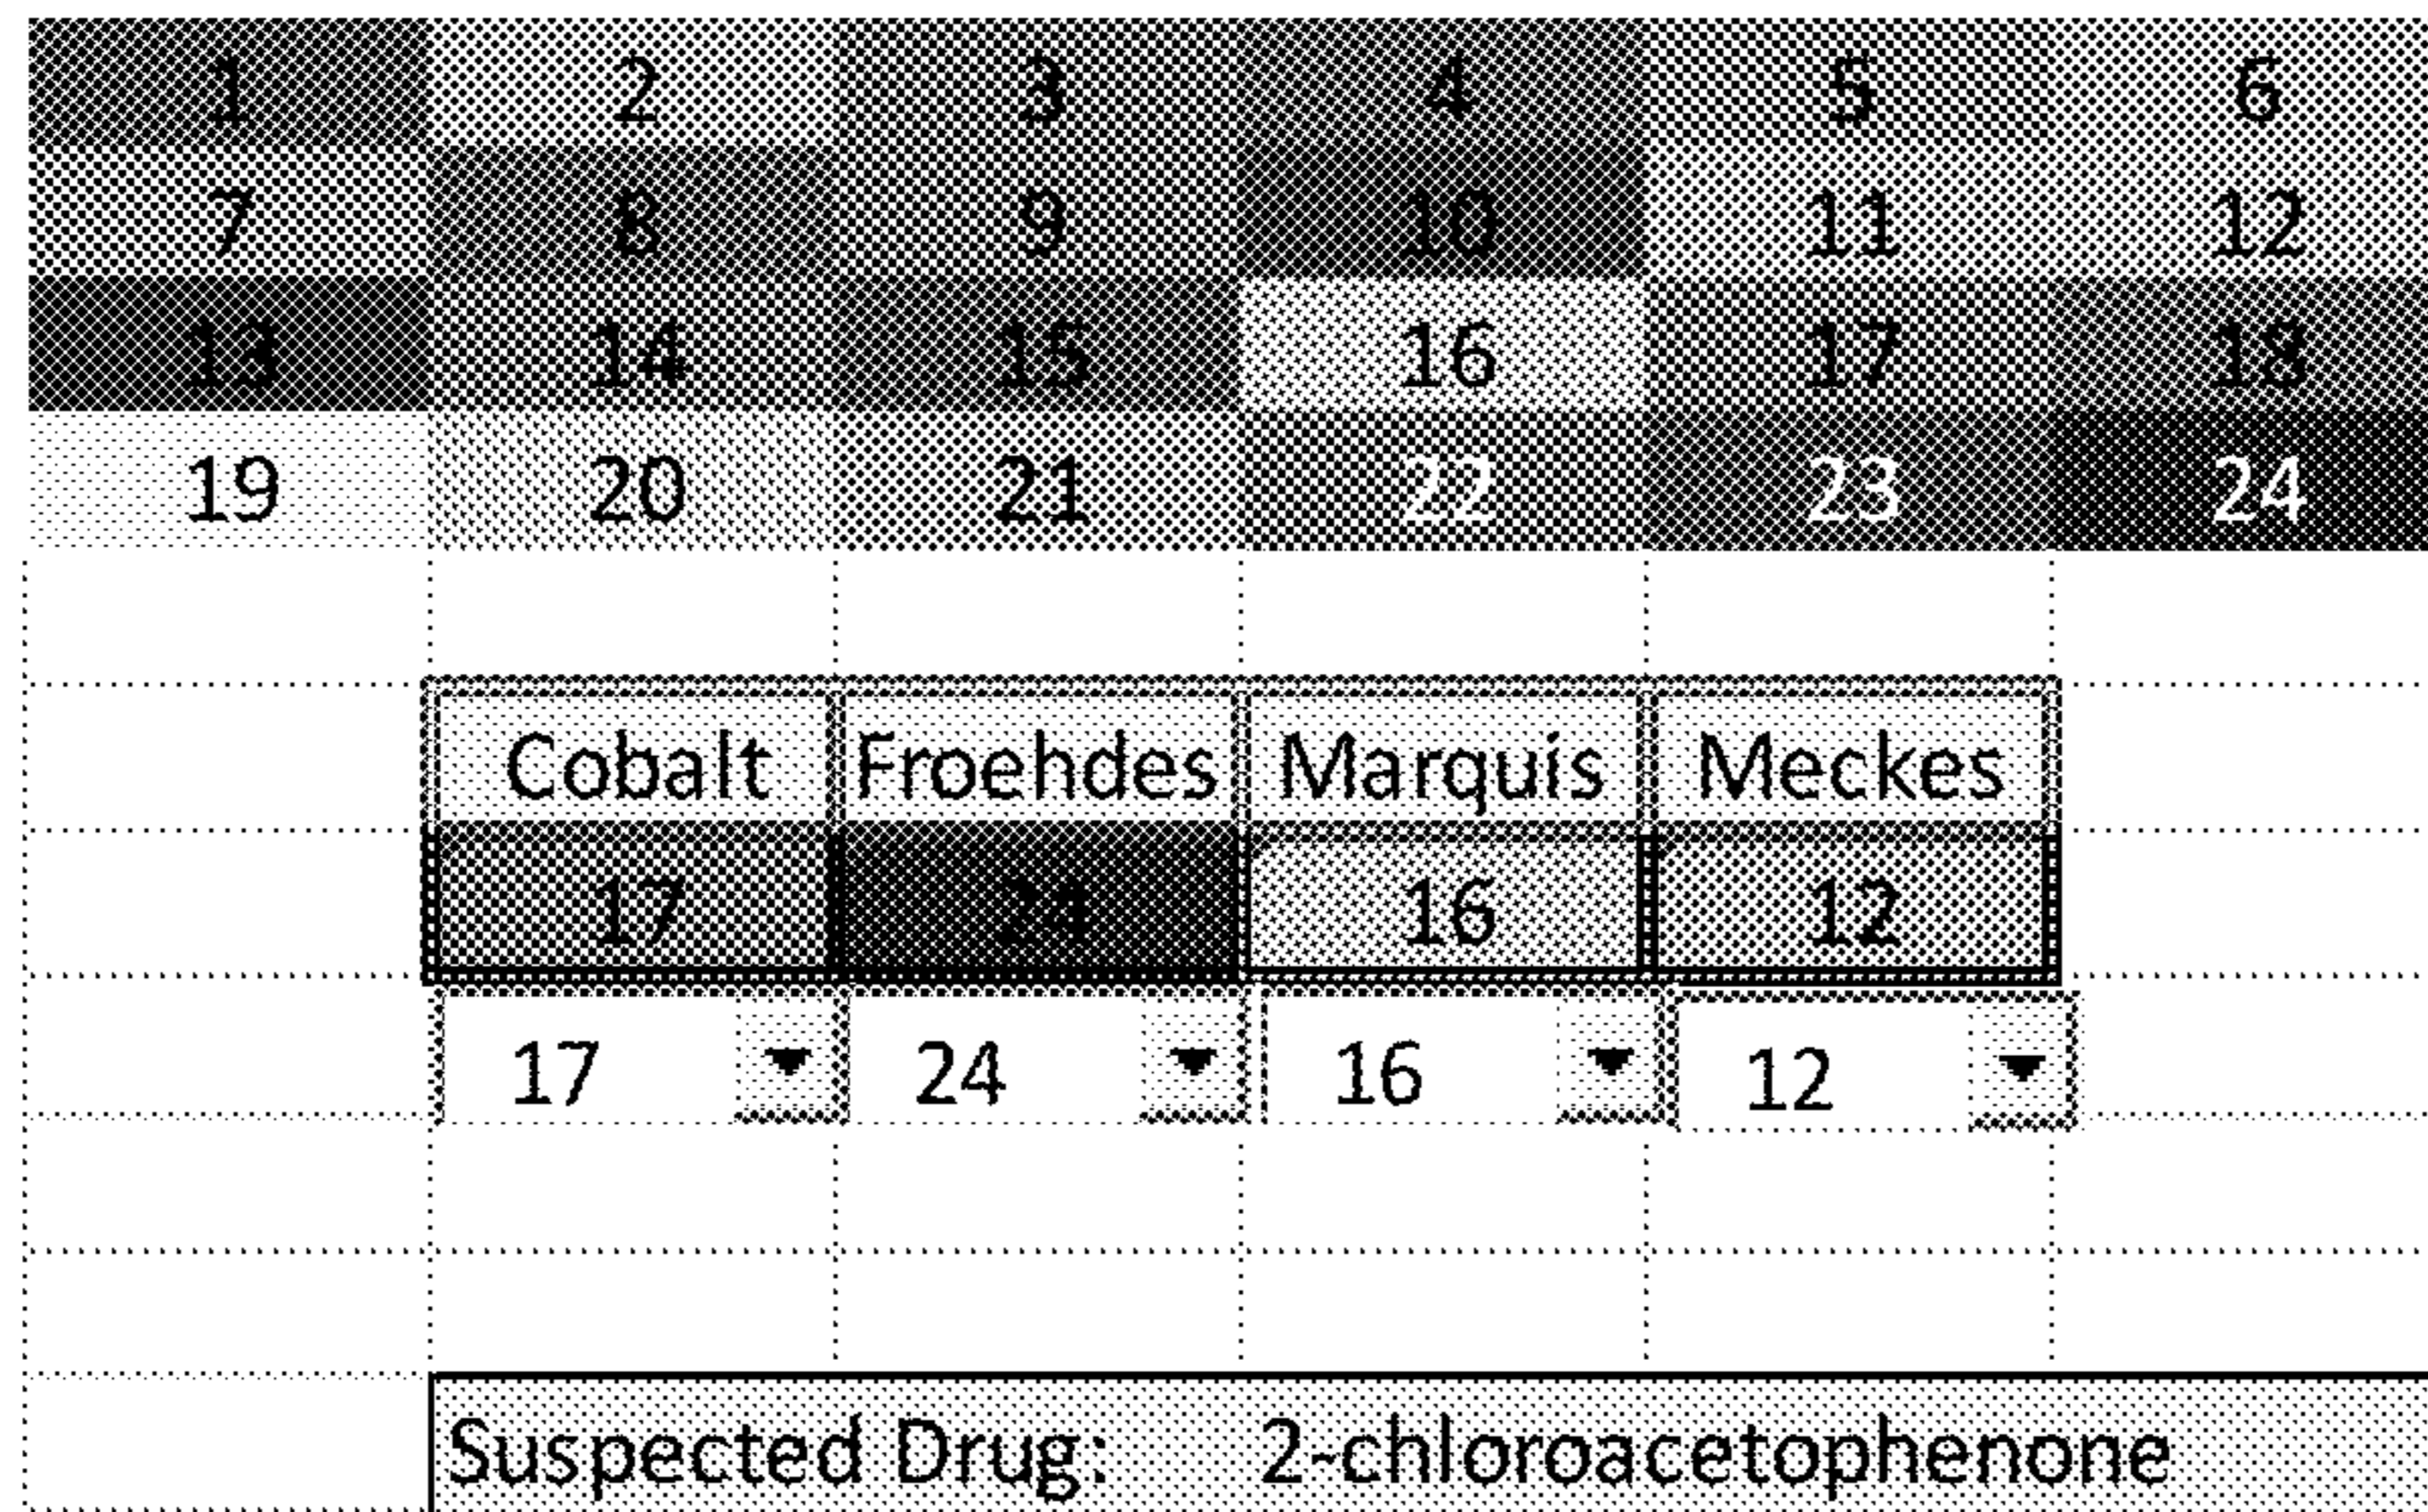 1 2 3 4 5 6
7 8 9 10 11 12
13 14 15 16 17 18
19 20 21 22 23 24
Cobalt Froehdes Marquis Meckes
17 24 16 12
17 24 16 12
Suspected Drug: 2-chloroacetophenone